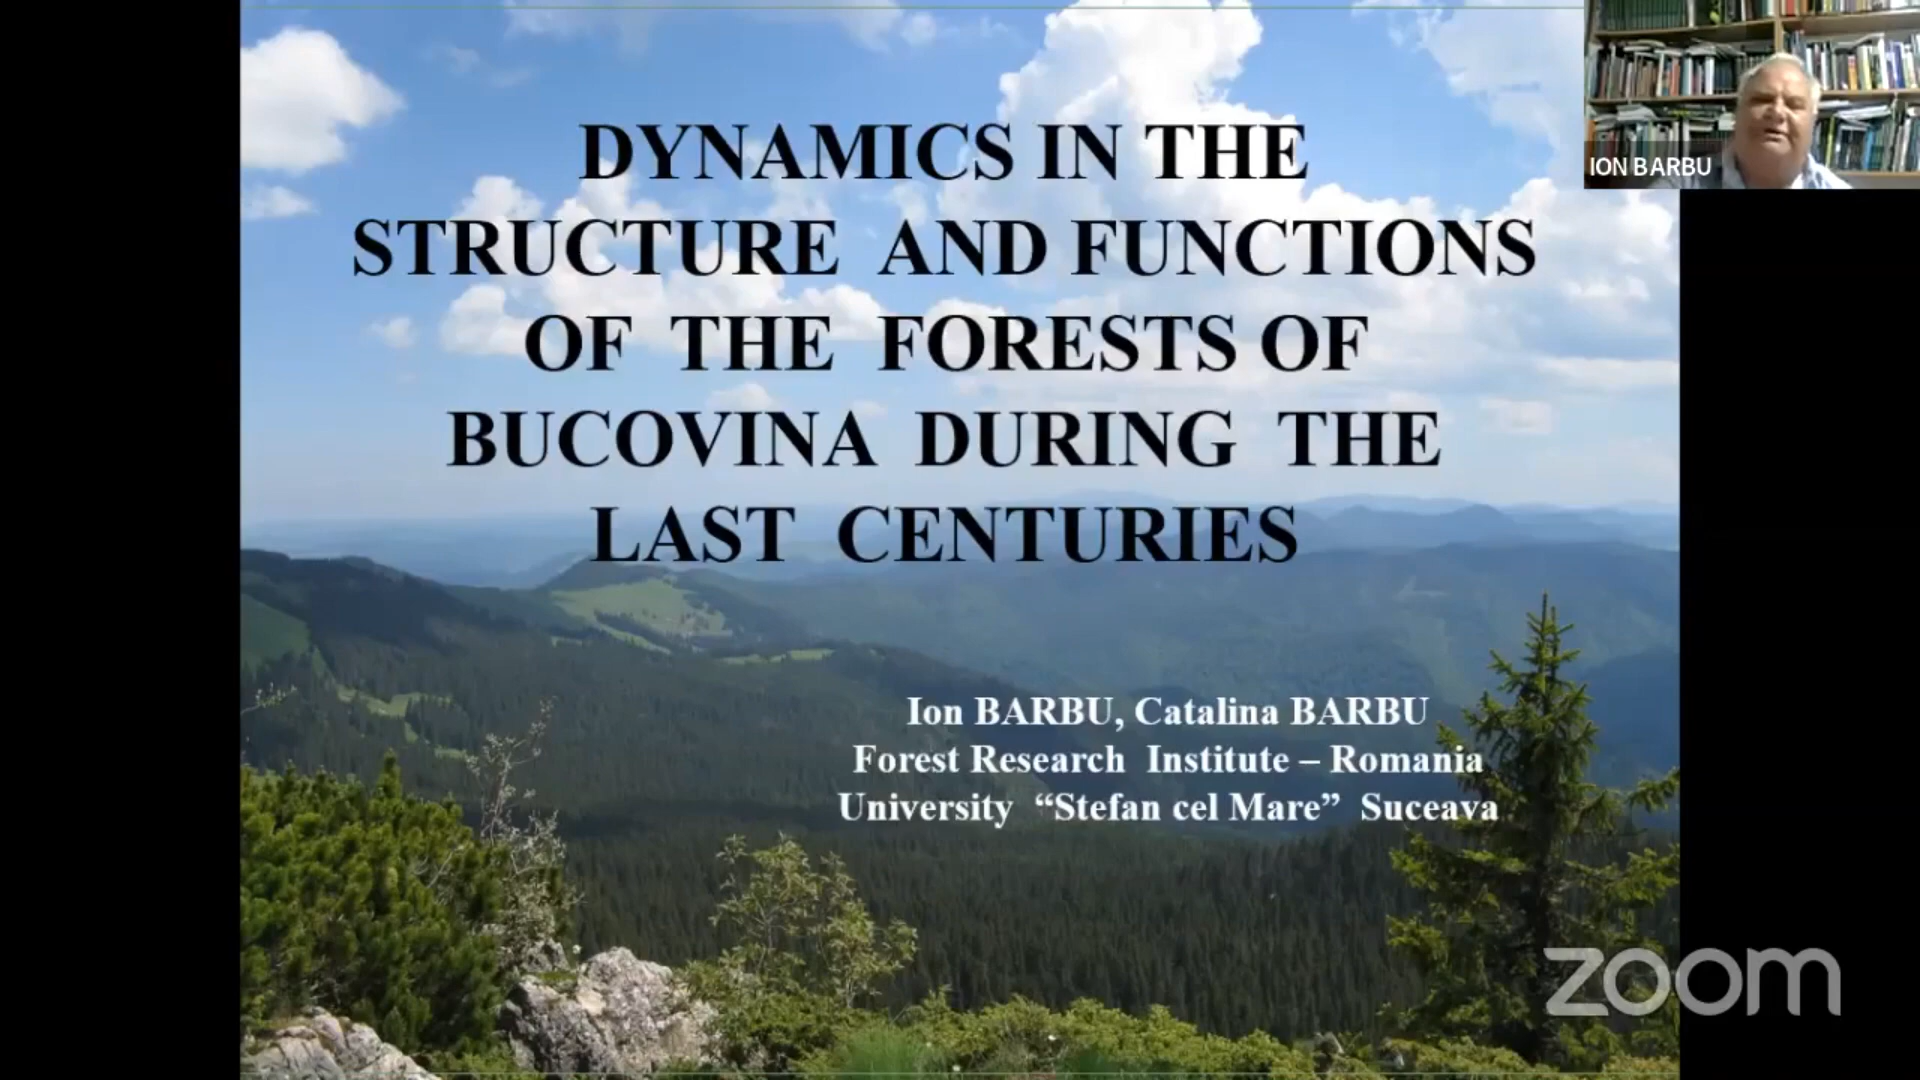 DYNAMICS IN THE
STRUCTURE AND FUNCTIONS
OF THE FORESTS OF
BUCOVINA DURING THE
LAST CENTURIES
ION BARBU
Ion BARBU, Catalina BARBU
Forest Research Institute – Romania
University “Stefan cel Mare” Suceava
zoom